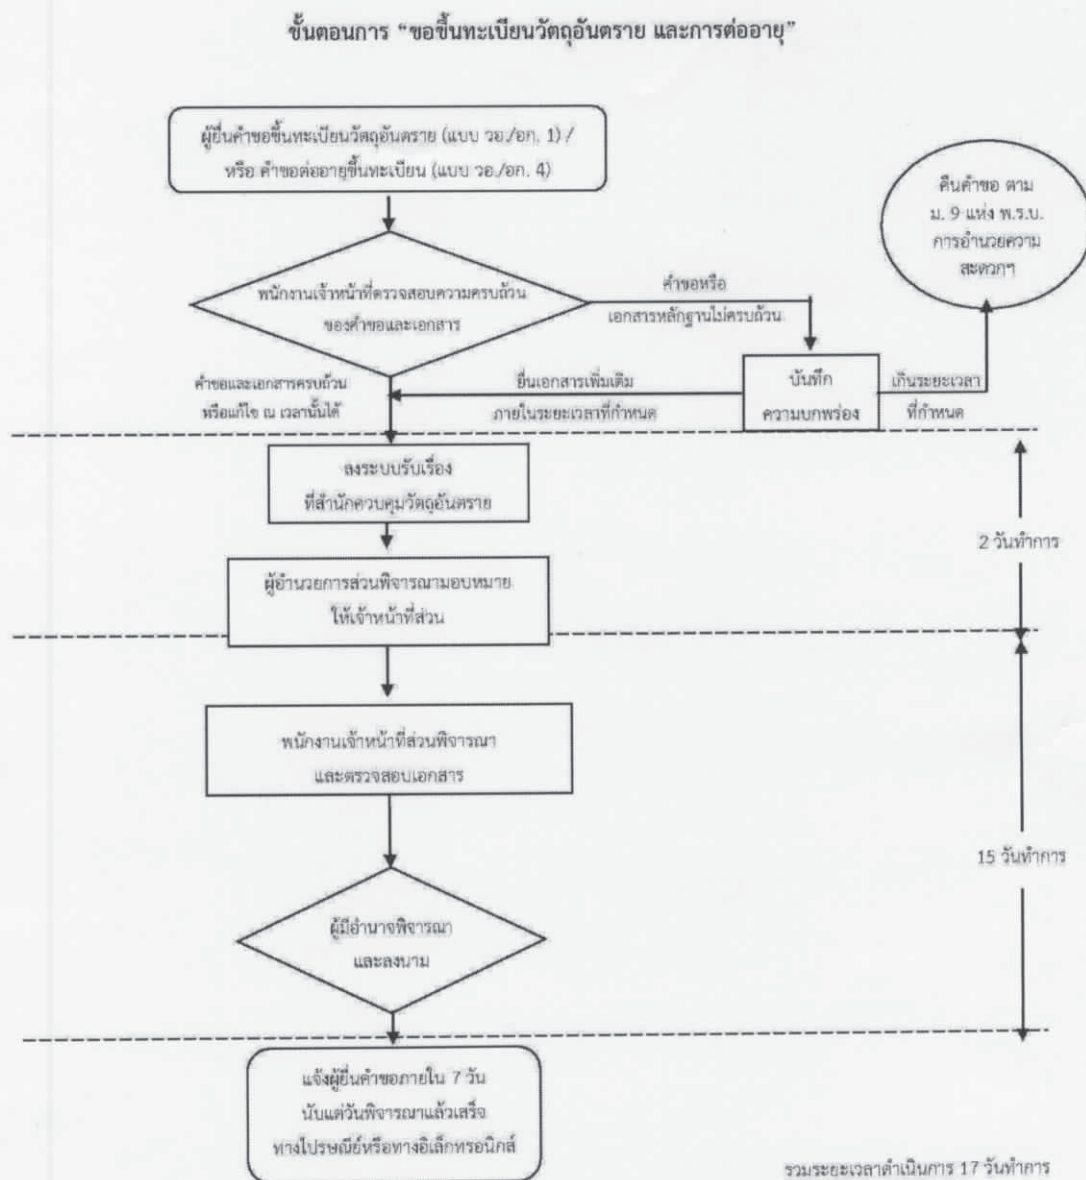 ขั้นตอนการ “ขอขึ้นทะเบียนวัตถุอันตราย และการต่ออายุ”
ผู้ยื่นคำขอขึ้นทะเบียนวัตถุอันตราย (แบบ วอ./อก. 1) /
หรือ คำขอต่ออายุขึ้นทะเบียน (แบบ วอ./อก. 4)
คืนคำขอ ตาม
ม. 9 แห่ง พ.ร.บ.
การอำนวยความ
สะดวกฯ
พนักงานเจ้าหน้าที่ตรวจสอบความครบถ้วน
ของคำขอและเอกสาร
คำขอหรือ
เอกสารหลักฐานไม่ครบถ้วน
บันทึก
ความบกพร่อง
เกินระยะเวลา
ที่กำหนด
ยื่นเอกสารเพิ่มเติม
ภายในระยะเวลาที่กำหนด
คำขอและเอกสารครบถ้วน
หรือแก้ไข ณ เวลานั้นได้
ลงระบบรับเรื่อง
ที่สำนักควบคุมวัตถุอันตราย
2 วันทำการ
ผู้อำนวยการส่วนพิจารณามอบหมาย
ให้เจ้าหน้าที่ส่วน
พนักงานเจ้าหน้าที่ส่วนพิจารณา
และตรวจสอบเอกสาร
15 วันทำการ
ผู้มีอำนาจพิจารณา
และลงนาม
แจ้งผู้ยื่นคำขอภายใน 7 วัน
นับแต่วันพิจารณาแล้วเสร็จ
ทางไปรษณีย์หรือทางอิเล็กทรอนิกส์
รวมระยะเวลาดำเนินการ 17 วันทำการ